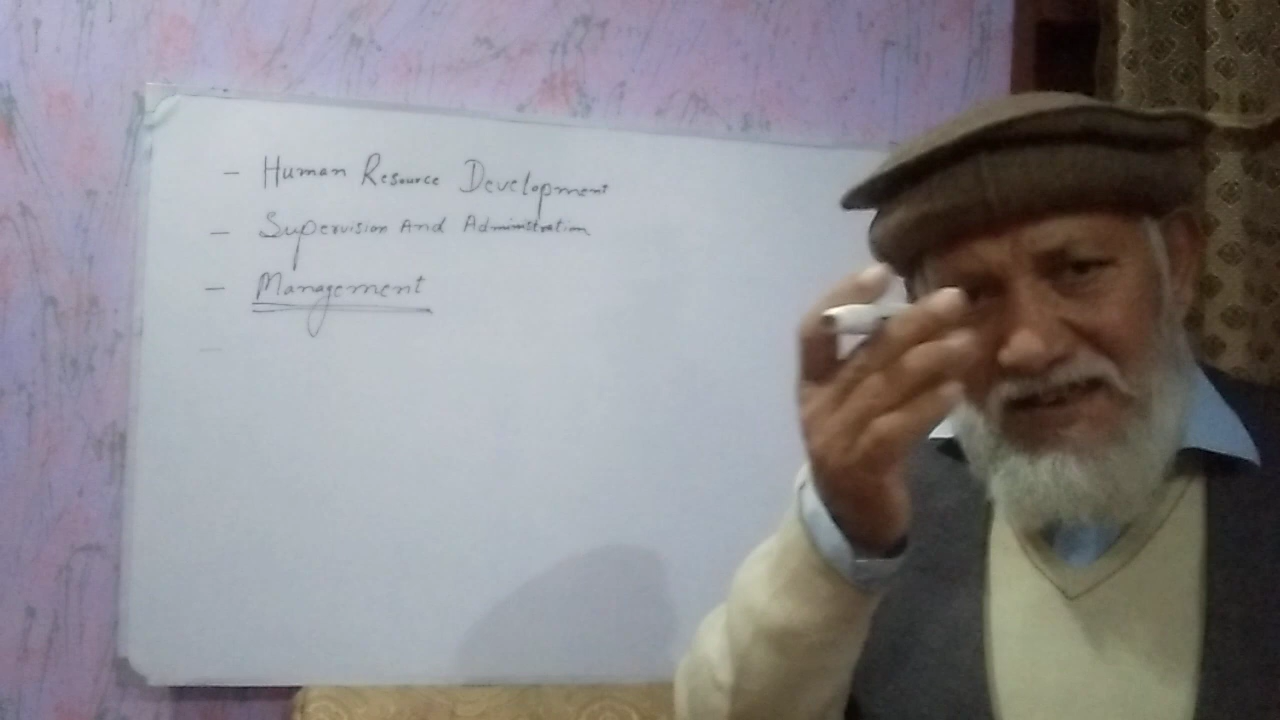 - Human Resource Development
- Supervision And Administration
- Management
-